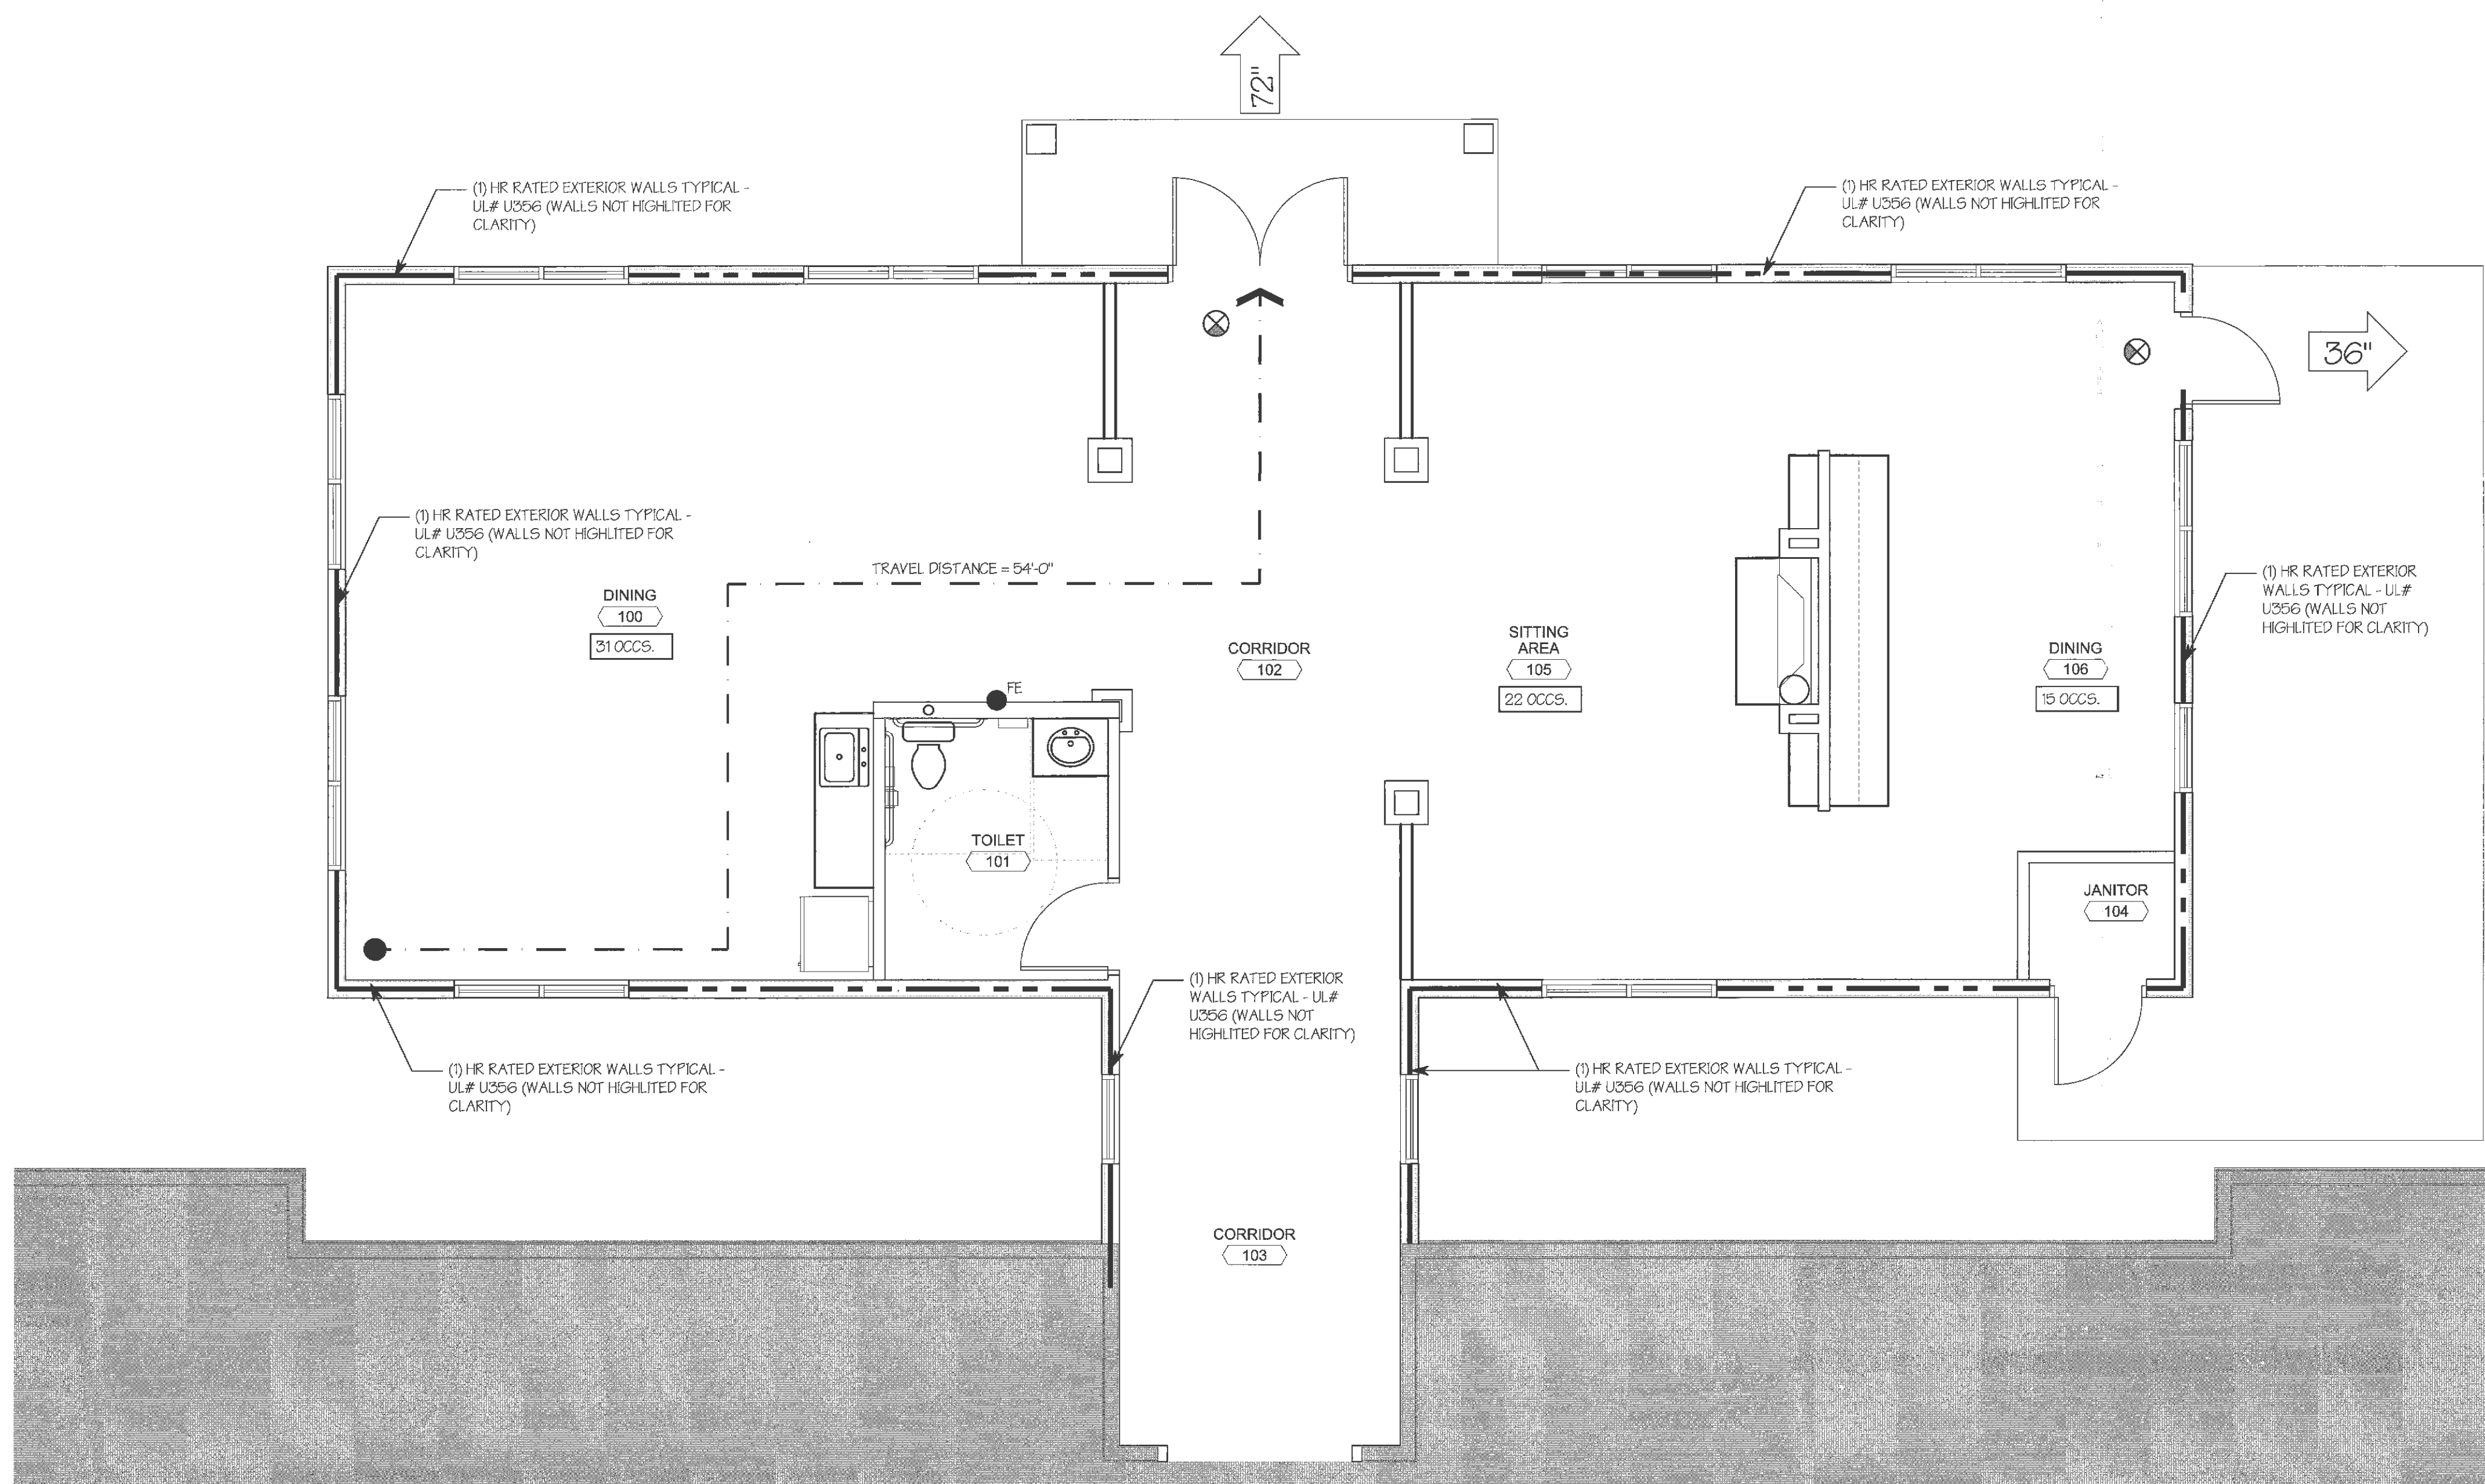 72"
(1) HR RATED EXTERIOR WALLS TYPICAL -
UL# U356 (WALLS NOT HIGHLITED FOR
CLARITY)
(1) HR RATED EXTERIOR WALLS TYPICAL -
UL# U356 (WALLS NOT HIGHLITED FOR
CLARITY)
36"
(1) HR RATED EXTERIOR WALLS TYPICAL -
UL# U356 (WALLS NOT HIGHLITED FOR
CLARITY)
TRAVEL DISTANCE = 54'-0"
DINING
100
31 OCCS.
(1) HR RATED EXTERIOR
WALLS TYPICAL - UL#
U356 (WALLS NOT
HIGHLITED FOR CLARITY)
CORRIDOR
102
SITTING
AREA
105
22 OCCS.
DINING
106
15 OCCS.
FE
TOILET
101
JANITOR
104
(1) HR RATED EXTERIOR
WALLS TYPICAL - UL#
U356 (WALLS NOT
HIGHLITED FOR CLARITY)
(1) HR RATED EXTERIOR WALLS TYPICAL -
UL# U356 (WALLS NOT HIGHLITED FOR
CLARITY)
(1) HR RATED EXTERIOR WALLS TYPICAL -
UL# U356 (WALLS NOT HIGHLITED FOR
CLARITY)
CORRIDOR
103